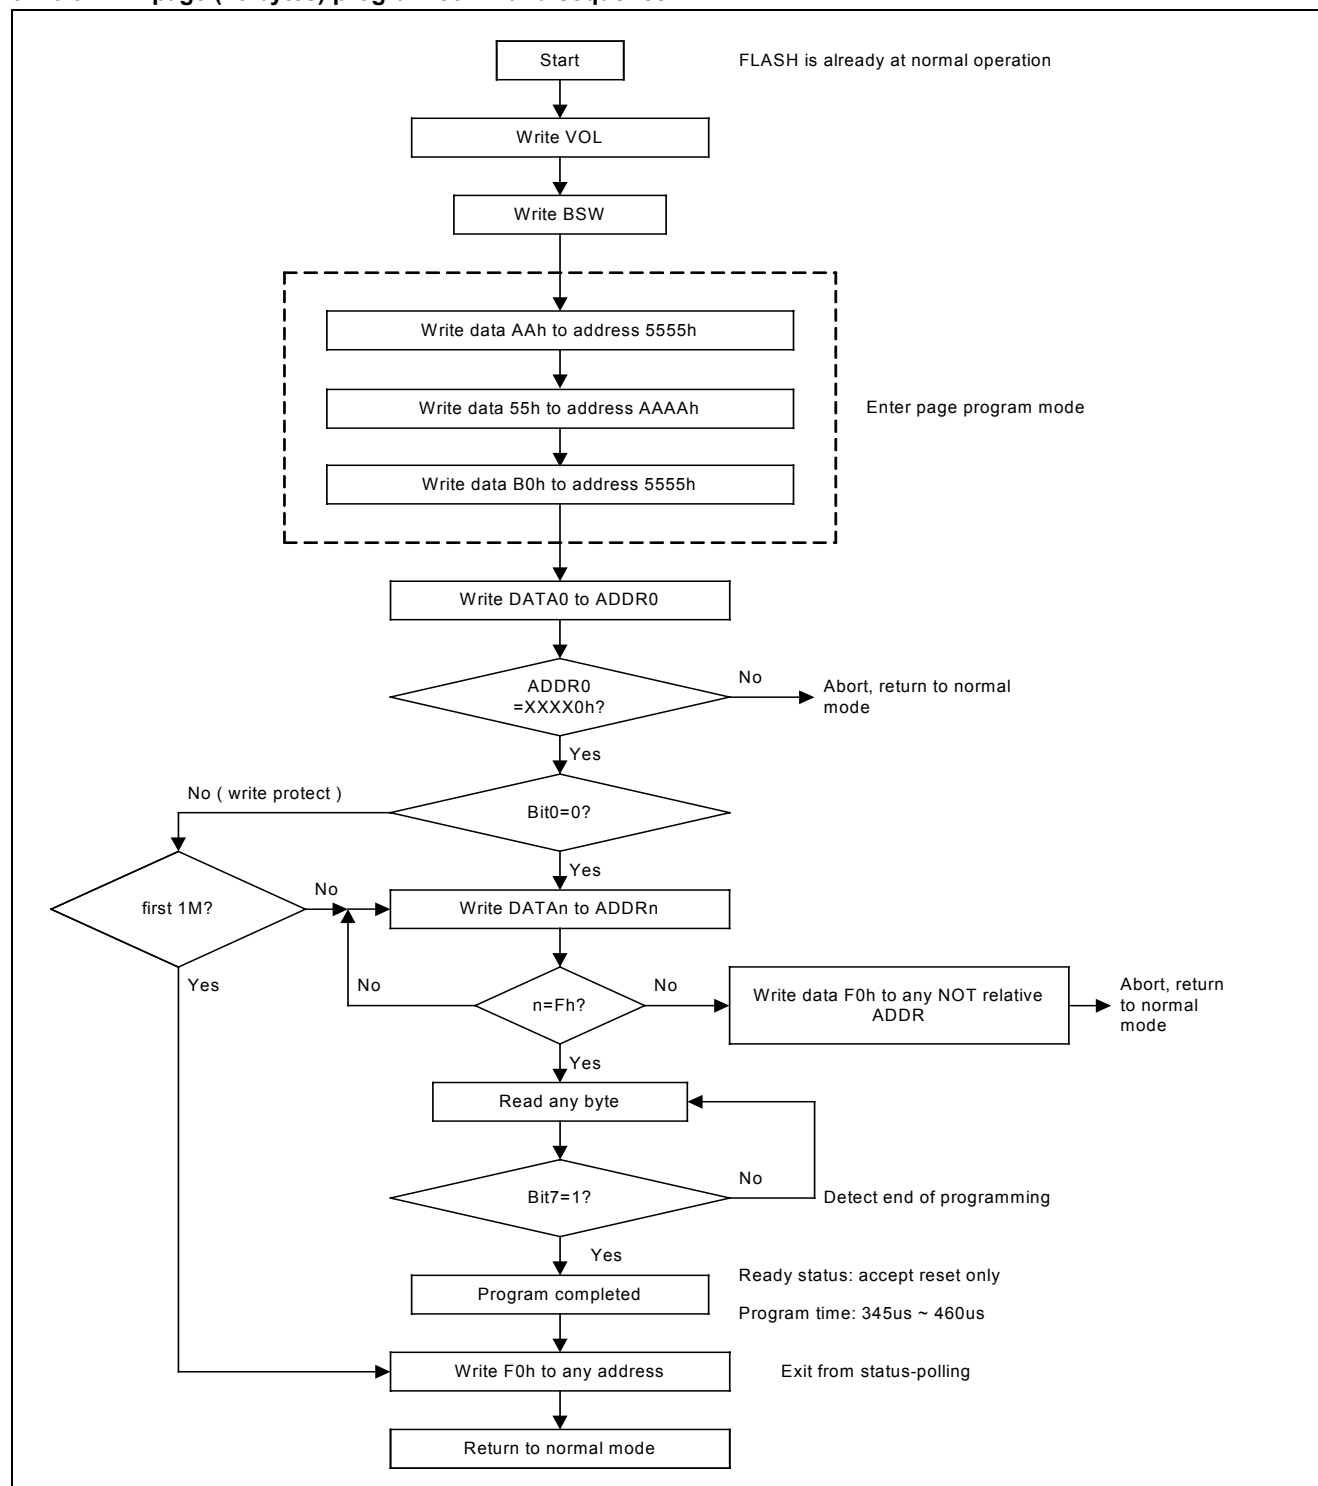 Start
FLASH is already at normal operation
Write VOL
Write BSW
Write data AAh to address 5555h
Write data 55h to address AAAAh
Enter page program mode
Write data B0h to address 5555h
Write DATA0 to ADDR0
ADDR0
=XXXX0h?
No
Abort, return to normal
mode
Yes
No ( write protect )
Bit0=0?
Yes
first 1M?
No
Write DATAn to ADDRn
Yes
No
n=Fh?
No
Write data F0h to any NOT relative
ADDR
Abort, return
to normal
mode
Yes
Read any byte
Bit7=1?
No
Detect end of programming
Yes
Program completed
Ready status: accept reset only
Program time: 345us ~ 460us
Write F0h to any address
Exit from status-polling
Return to normal mode